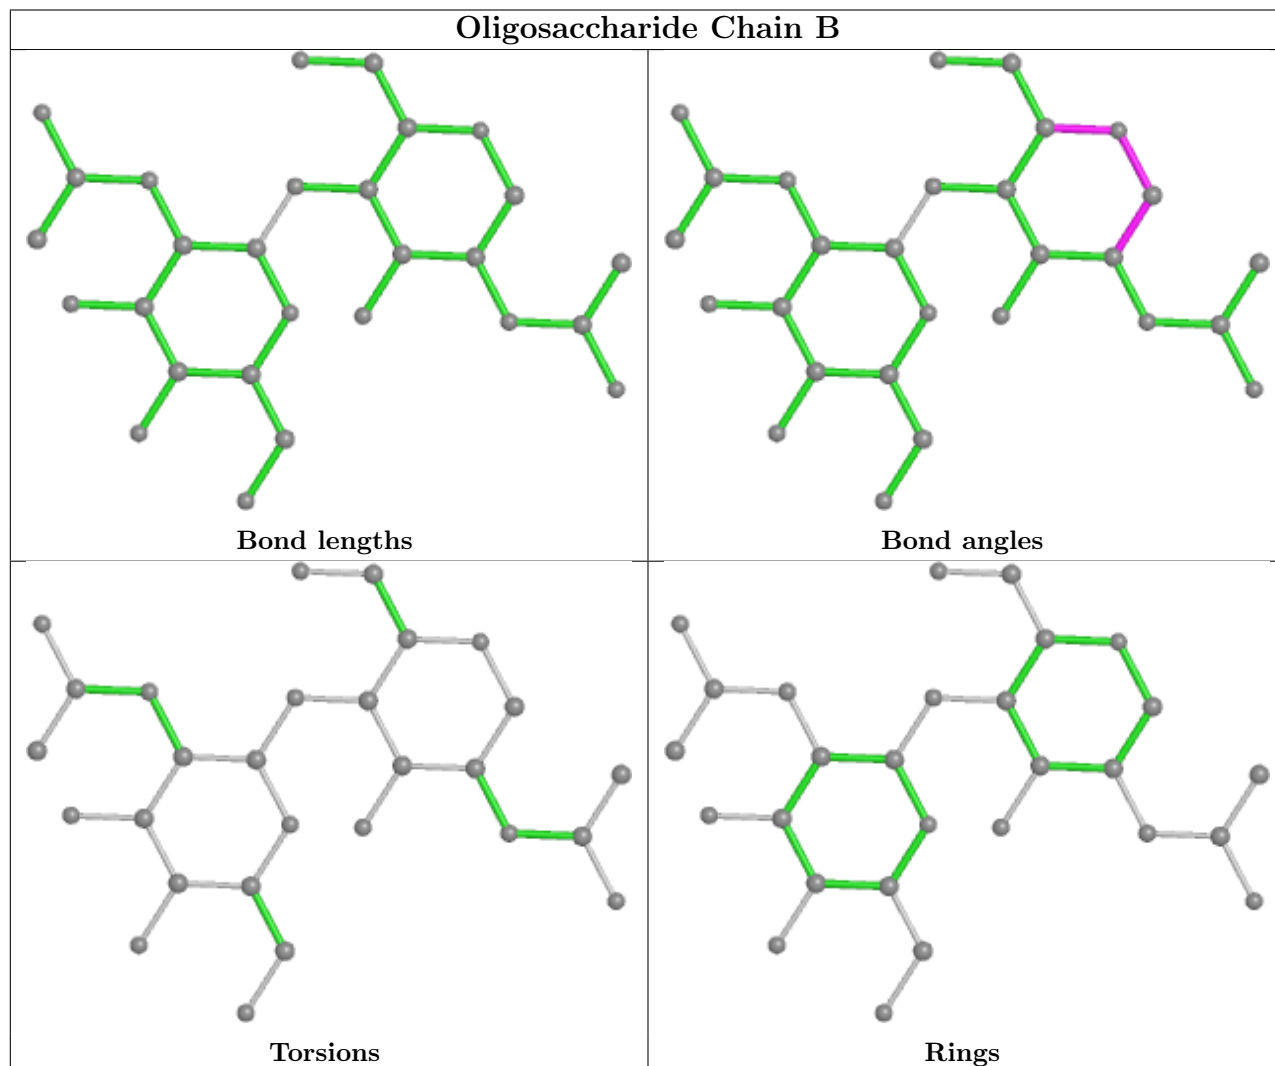 Oligosaccharide Chain B
Bond lengths
Bond angles
Torsions
Rings